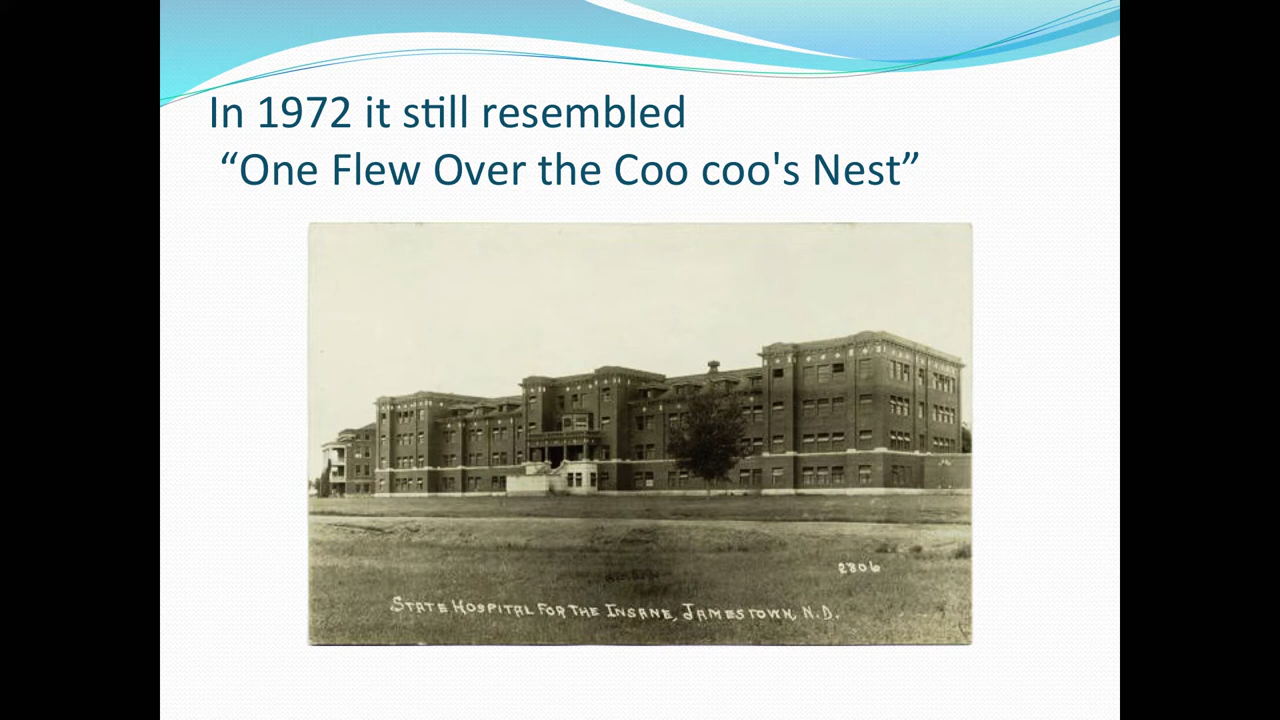 In 1972 it still resembled
“One Flew Over the Coo coo's Nest”
2806
STATE HOSPITAL FOR THE INSANE, JAMESTOWN, N.D.